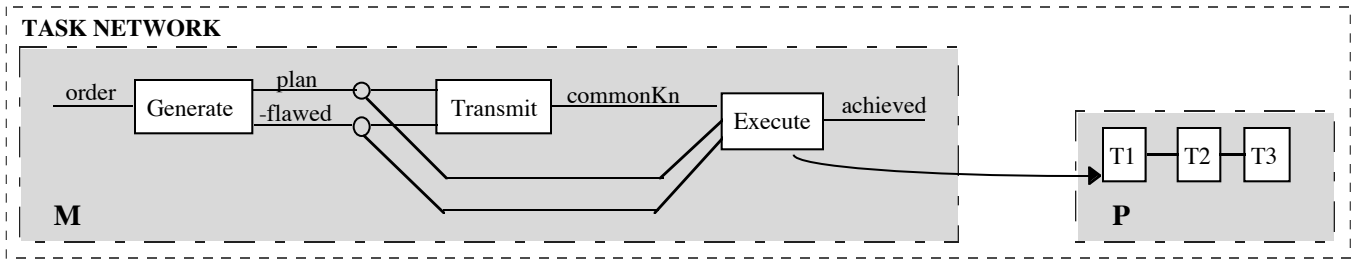 TASK NETWORK
order
Generate
plan
-flawed
Transmit
commonKn
Execute
achieved
T1 T2 T3
M
P